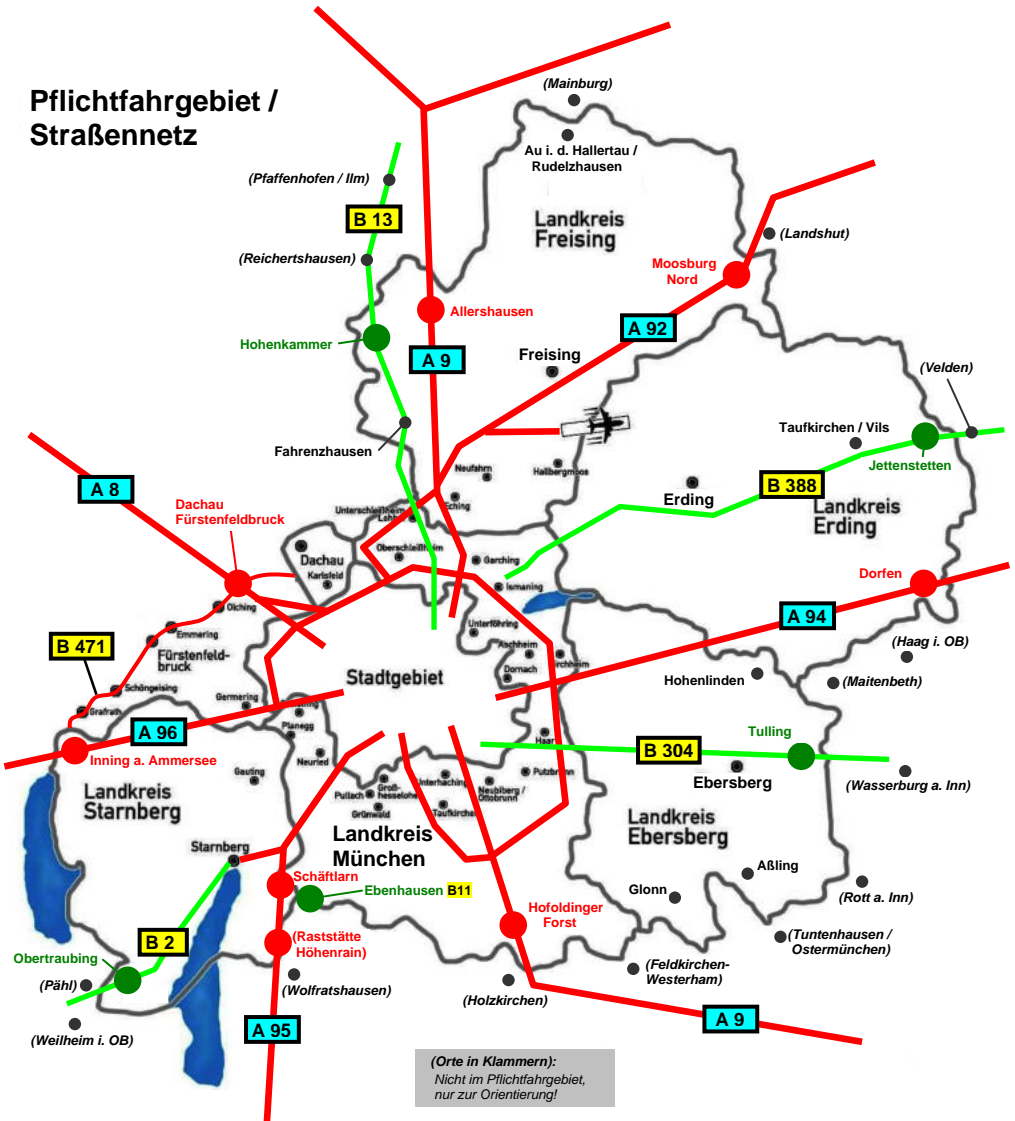 Pflichtfahrgebiet /
Straßennetz
(Mainburg)
Au i. d. Hallertau /
Rudelzhausen
(Pfaffenhofen / Ilm)
B 13
Landkreis
Freising
(Landshut)
(Reichertshausen)
Moosburg
Nord
Allershausen
A 92
Hohenkammer
A 9
Freising
(Velden)
Fahrenzhausen
Taufkirchen / Vils
Jettenstetten
Neufahrn
Hallbergmoos
A 8
Erding
B 388
Eching
Landkreis
Erding
Dachau
Fürstenfeldbruck
Unterschleißheim
Lohhof
Oberschleißheim
Dachau
Karlsfeld
Garching
Ismaning
Dorfen
Olching
A 94
Emmering
Unterföhring
B 471
Fürstenfeld-
bruck
Aschheim
Kirchheim
Dornach
(Haag i. OB)
Stadtgebiet
Hohenlinden
(Maitenbeth)
Schöngeising
Germering
Grafrath
A 96
Planegg
Haar
Tulling
B 304
Inning a. Ammersee
Neuried
Gauting
Putzbrunn
Ebersberg
(Wasserburg a. Inn)
Landkreis
Starnberg
Pullach
Groß-
hesselohe
Grünwald
Unterhaching
Taufkirchen
Neubiberg /
Ottobrunn
Landkreis
München
Landkreis
Ebersberg
Starnberg
Aßling
Schäftlarn
Ebenhausen B11
Glonn
(Rott a. Inn)
Hofoldinger
Forst
B 2
(Raststätte
Höhenrain)
(Tuntenhausen /
Ostermünchen)
Obertraubing
(Pähl)
(Wolfratshausen)
(Holzkirchen)
(Feldkirchen-
Westerham)
A 95
A 9
(Weilheim i. OB)
(Orte in Klammern):
Nicht im Pflichtfahrgebiet,
nur zur Orientierung!